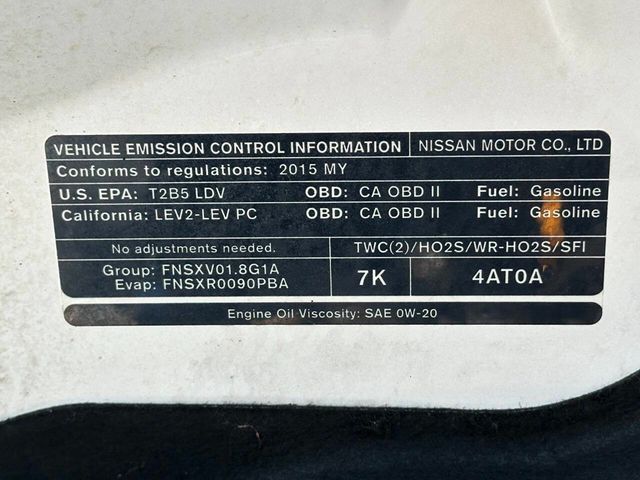 VEHICLE EMISSION CONTROL INFORMATION NISSAN MOTOR CO., LTD
Conforms to regulations: 2015 MY
U.S. EPA: T2B5 LDV OBD: CA OBD II Fuel: Gasoline
California: LEV2-LEV PC OBD: CA OBD II Fuel: Gasoline
No adjustments needed. TWC(2)/HO2S/WR-HO2S/SFI
Group: FNSXV01.8G1A
Evap: FNSXR0090PBA
7K
4AT0A
Engine Oil Viscosity: SAE 0W-20